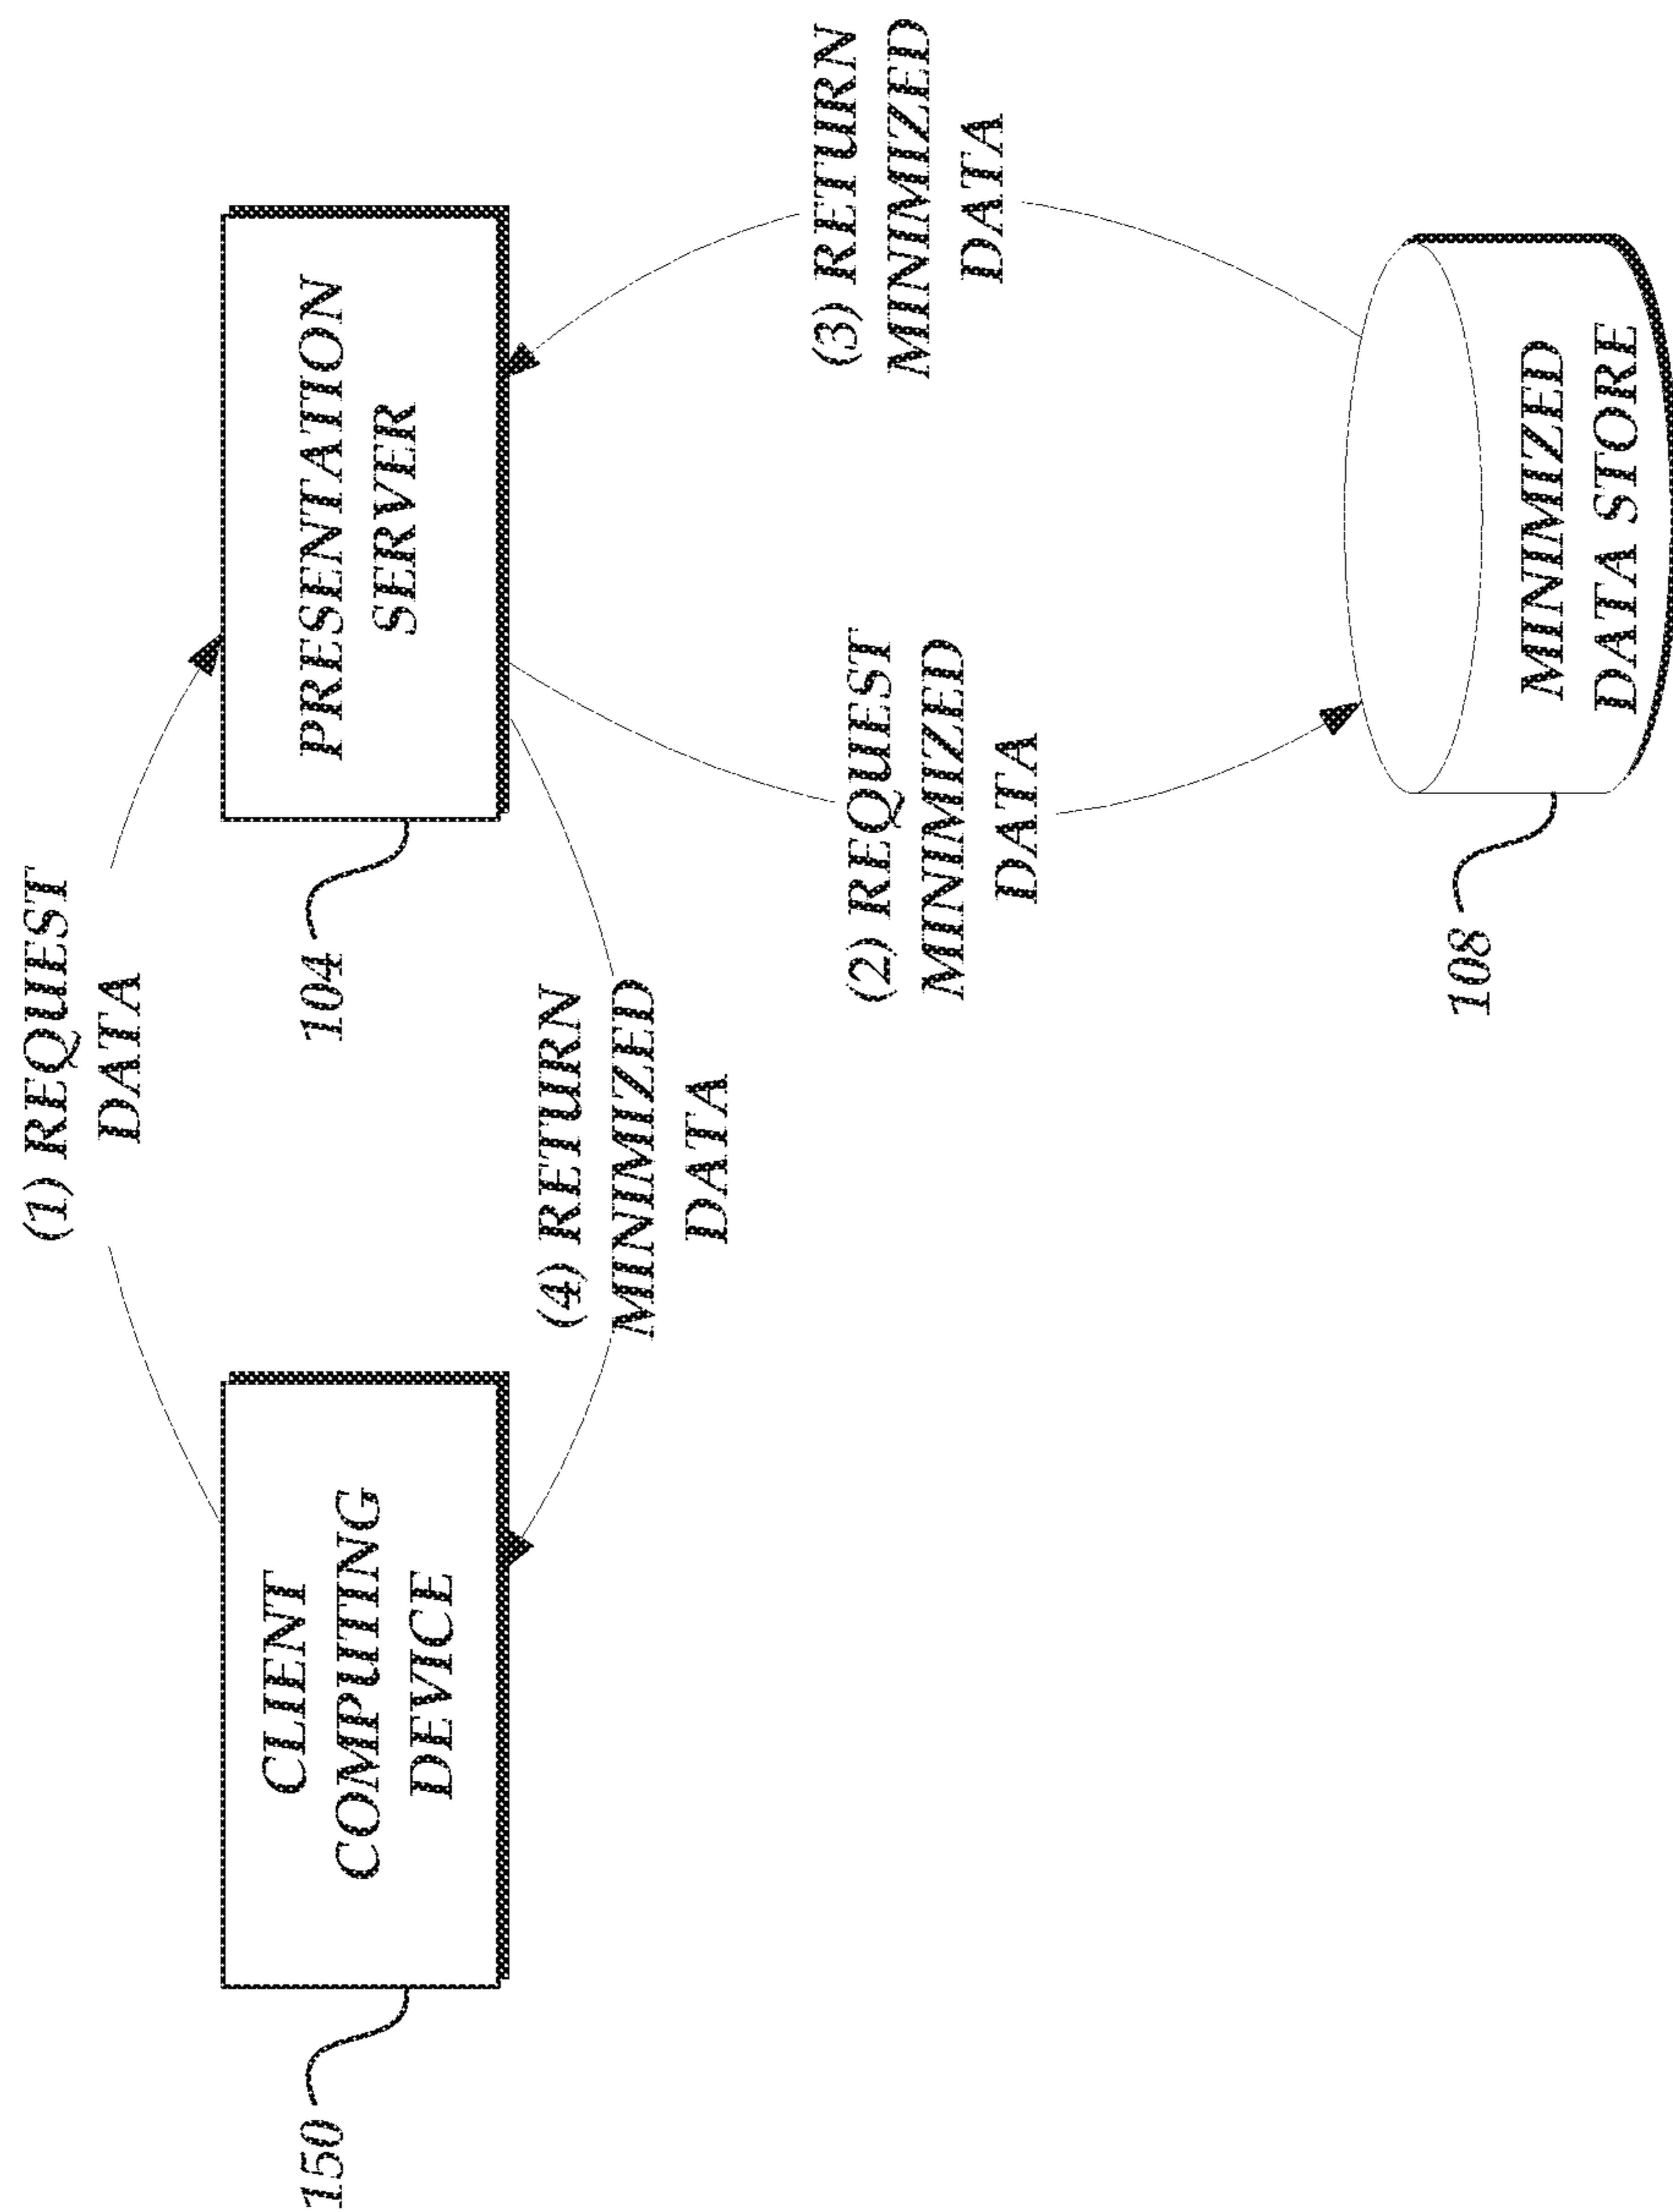 (1) REQUEST
DATA
CLIENT
COMPUTING
DEVICE
150
PRESENTATION
SERVER
104
(4) RETURN
MINIMIZED
DATA
(2) REQUEST
MINIMIZED
DATA
(3) RETURN
MINIMIZED
DATA
MINIMIZED
DATA STORE
108